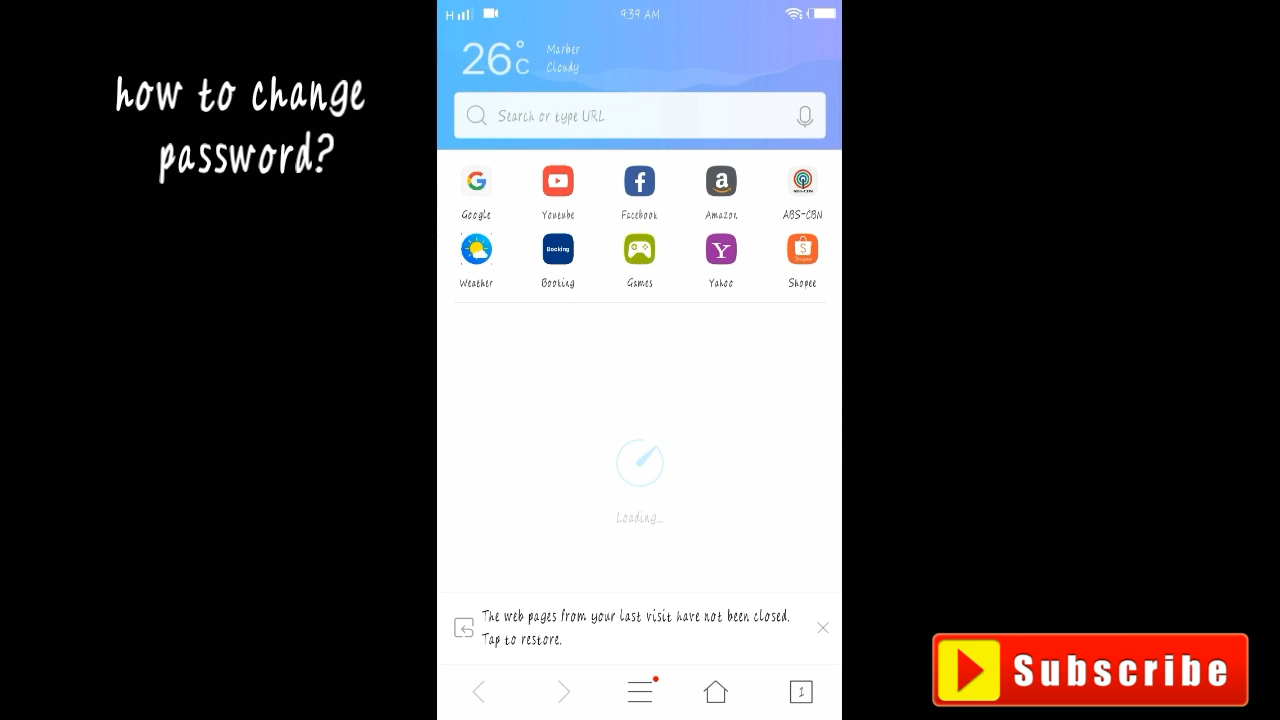 how to change
password?
H
9:39 AM
26°C
Marber
Cloudy
Search or type URL
Google
Youtube
Facebook
Amazon
ABS-CBN
Booking
Weather
Booking
Games
Yahoo
Shopee
Loading...
The web pages from your last visit have not been closed.
Tap to restore.
1
Subscribe